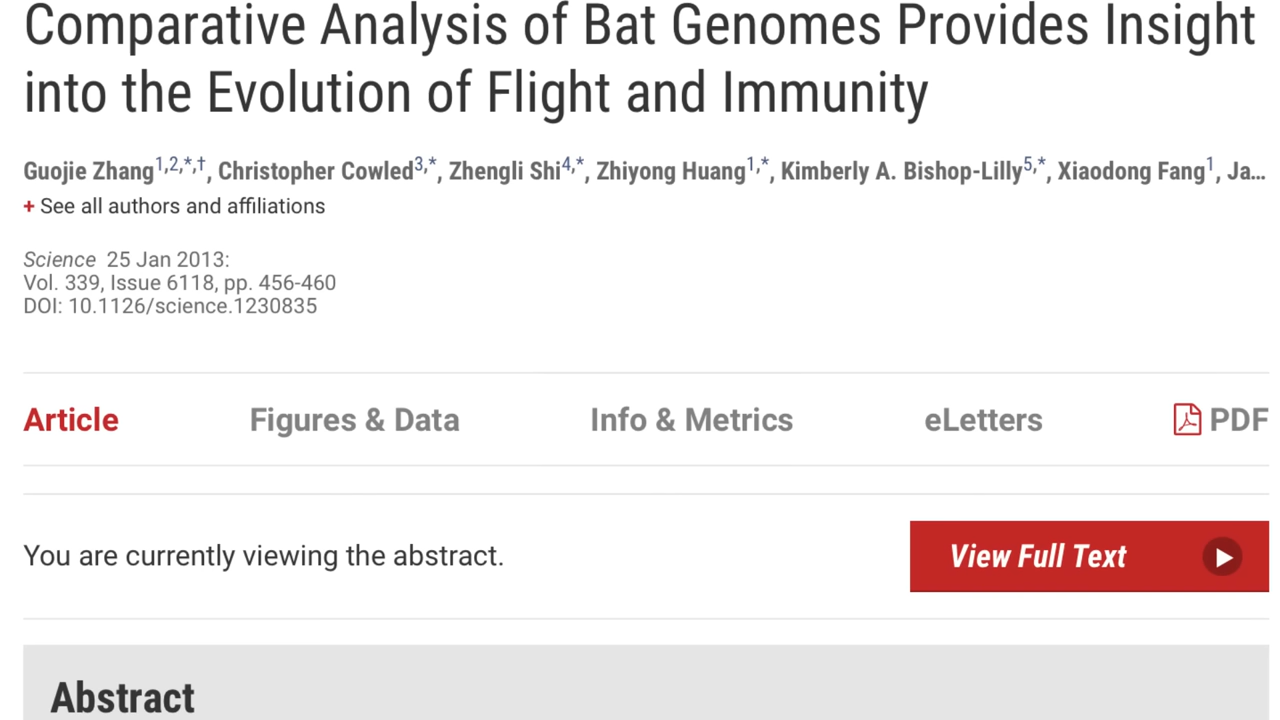 Comparative Analysis of Bat Genomes Provides Insight
into the Evolution of Flight and Immunity
Guojie Zhang1,2,*,†, Christopher Cowled3,*, Zhengli Shi4,*, Zhiyong Huang1,*, Kimberly A. Bishop-Lilly5,*, Xiaodong Fang1, Ja...
+ See all authors and affiliations
Science 25 Jan 2013:
Vol. 339, Issue 6118, pp. 456-460
DOI: 10.1126/science.1230835
Article Figures & Data Info & Metrics eLetters PDF
You are currently viewing the abstract.
View Full Text
Abstract